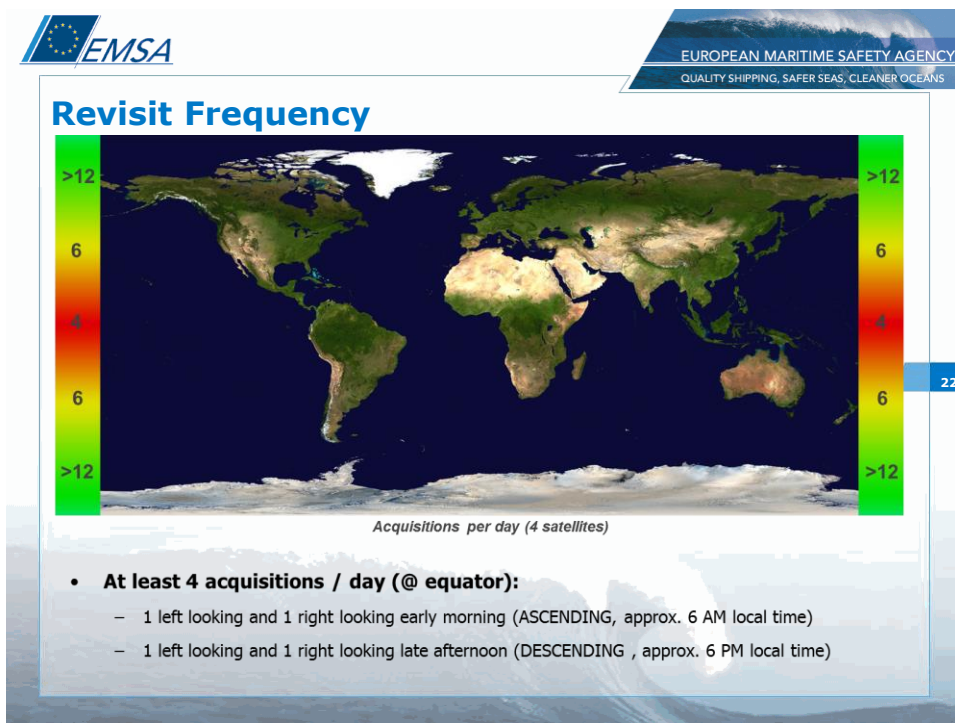 EMSA
EUROPEAN MARITIME SAFETY AGENCY
QUALITY SHIPPING, SAFER SEAS, CLEANER OCEANS
Revisit Frequency
>12 >12
6 6
4 4
6 6
>12 >12
22
Acquisitions per day (4 satellites)
• At least 4 acquisitions / day (@ equator):
– 1 left looking and 1 right looking early morning (ASCENDING, approx. 6 AM local time)
– 1 left looking and 1 right looking late afternoon (DESCENDING , approx. 6 PM local time)